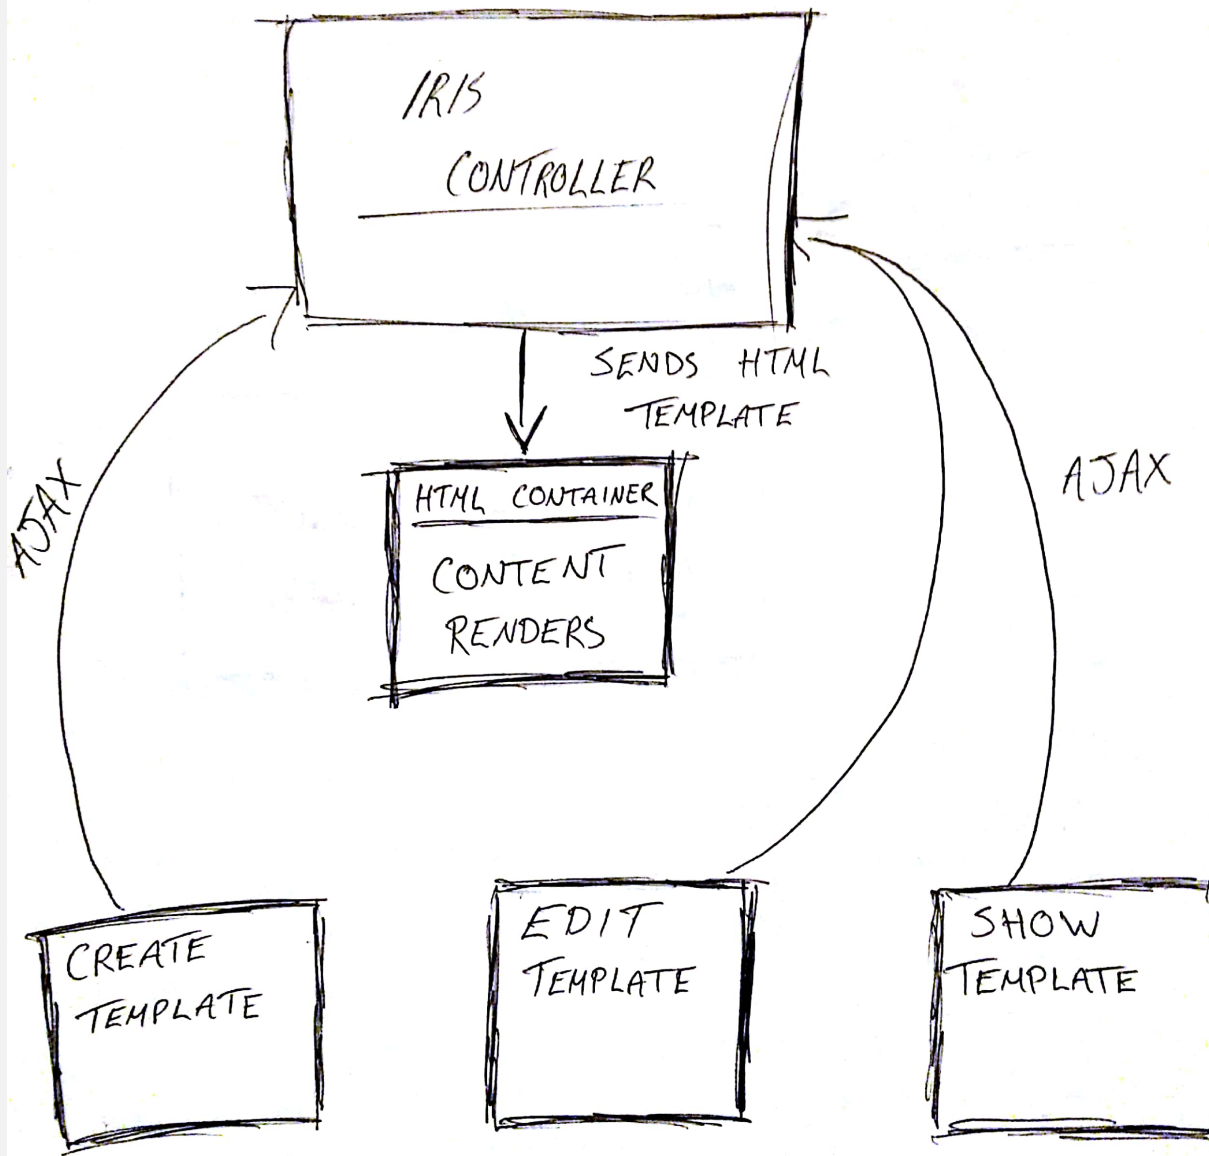 IRIS
CONTROLLER
SENDS HTML
TEMPLATE
AJAX
AJAX
HTML CONTAINER
CONTENT
RENDERS
CREATE
TEMPLATE
EDIT
TEMPLATE
SHOW
TEMPLATE